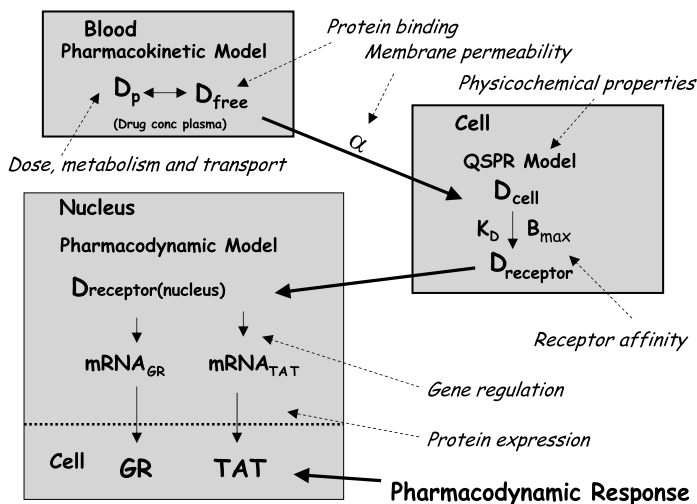 Blood
Pharmacokinetic Model
Dp Dfree
(Drug conc plasma)
Protein binding
Membrane permeability
Physicochemical properties
α
Dose, metabolism and transport
Cell
QSPR Model
Dcell
KD Bmax
Dreceptor
Receptor affinity
Nucleus
Pharmacodynamic Model
Dreceptor(nucleus)
mRNAGR mRNATAT
Gene regulation
Protein expression
Cell GR TAT
Pharmacodynamic Response